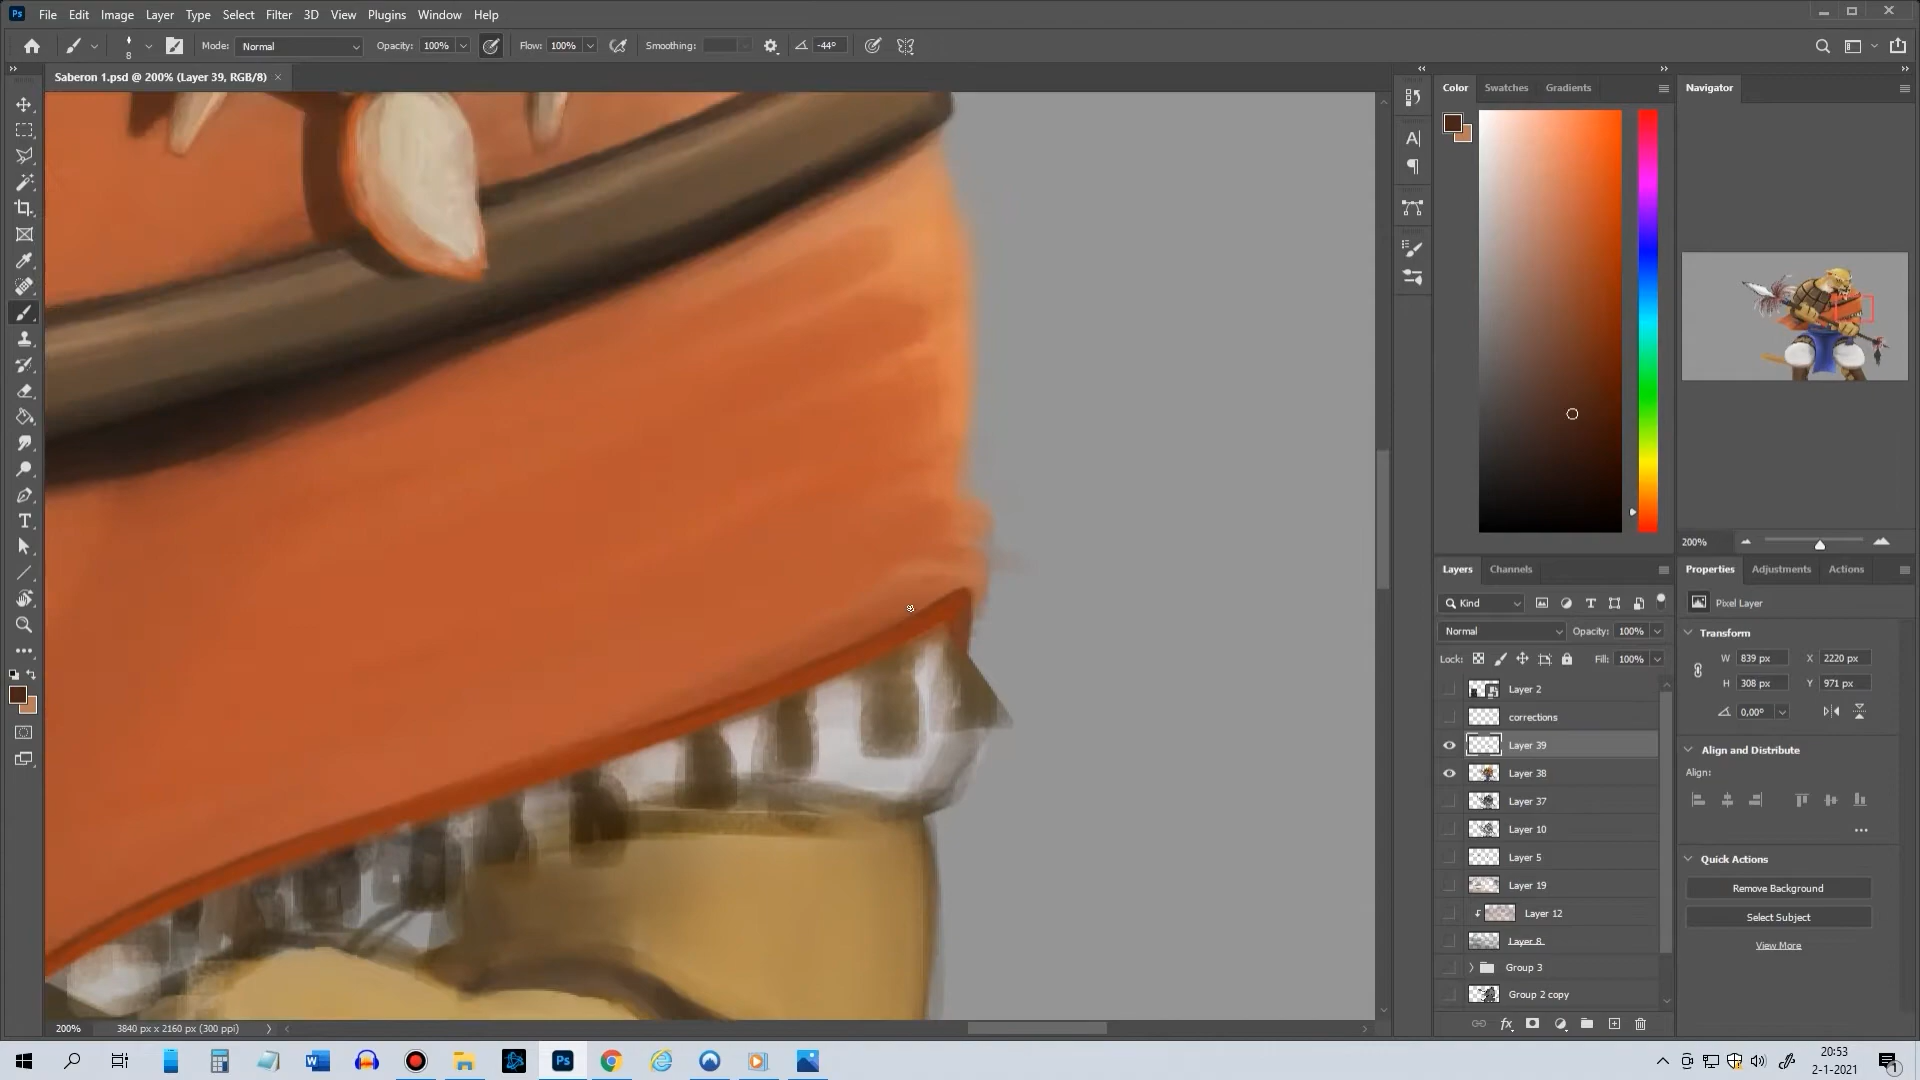 Ps File Edit Image Layer Type Select Filter 3D View Plugins Window Help
8 Mode: Normal Opacity: 100% Flow: 100% Smoothing: -44°
Saberon 1.psd @ 200% (Layer 39, RGB/8)
Color Swatches Gradients
Navigator
200%
Layers Channels
Kind
Normal Opacity: 100%
Lock: Fill: 100%
Layer 2
corrections
Layer 39
Layer 38
Layer 37
Layer 10
Layer 5
Layer 19
Layer 12
Layer 8
Group 3
Group 2 copy
fx
Properties Adjustments Actions
Pixel Layer
Transform
W 839 px X 2220 px
H 308 px Y 971 px
0,00°
Align and Distribute
Align:
Quick Actions
Remove Background
Select Subject
View More
200% 3840 px x 2160 px (300 ppi)
Ps
20:53
2-1-2021
1